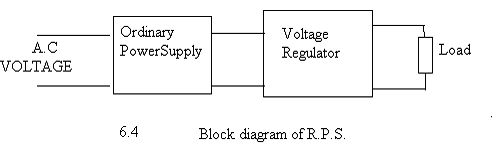 A.C
VOLTAGE
Ordinary
PowerSupply
Voltage
Regulator
Load
6.4 Block diagram of R.P.S.